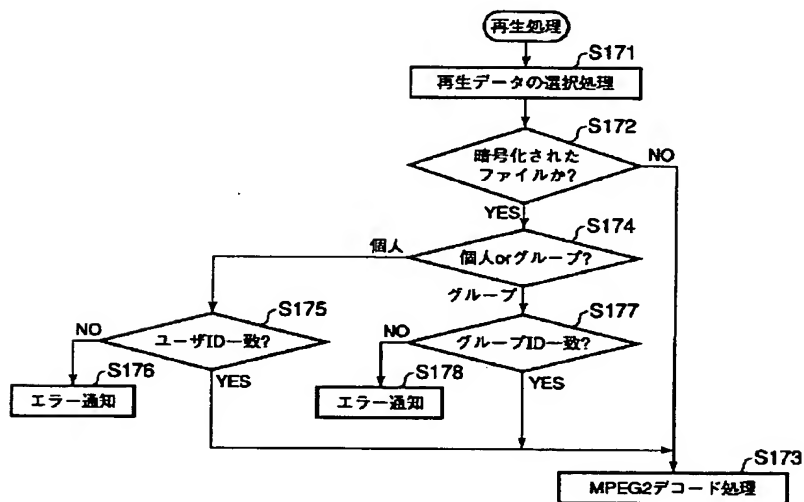 再生処理
S171
再生データの選択処理
S172
暗号化された
ファイルか?
NO
YES
S174
個人
個人orグループ?
グループ
S175
ユーザID一致?
NO
S176
YES
エラー通知
S177
グループID一致?
NO
S178
YES
エラー通知
S173
MPEG2デコード処理